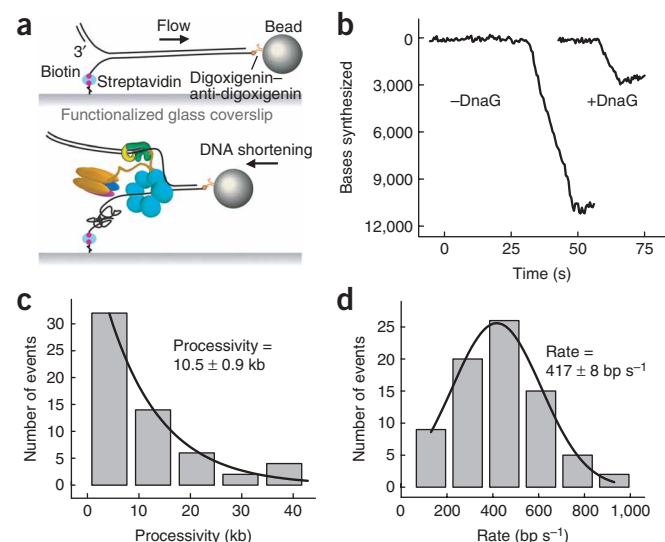 a
Flow
Bead
3′
Biotin
Streptavidin
Digoxigenin–
anti-digoxigenin
Functionalized glass coverslip
DNA shortening
b
Bases synthesized
0
3,000
6,000
9,000
12,000
–DnaG
+DnaG
0
25
50
75
Time (s)
c
Number of events
30
25
20
15
10
5
0
Processivity =
10.5 ± 0.9 kb
0
10
20
30
40
Processivity (kb)
d
Number of events
25
20
15
10
5
0
Rate =
417 ± 8 bp s⁻¹
0
200
400
600
800
1,000
Rate (bp s⁻¹)